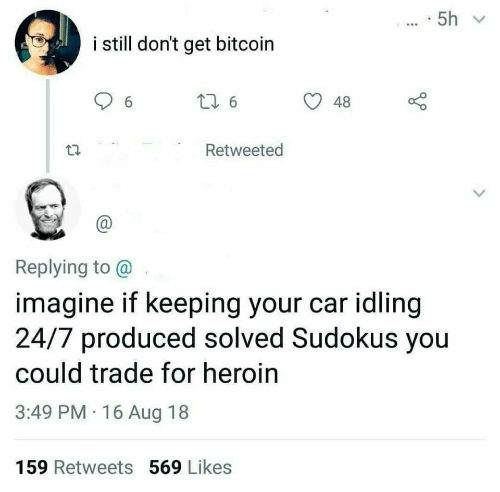 ... · 5h
i still don't get bitcoin
6 6 48
Retweeted
@
Replying to @
imagine if keeping your car idling
24/7 produced solved Sudokus you
could trade for heroin
3:49 PM · 16 Aug 18
159 Retweets 569 Likes